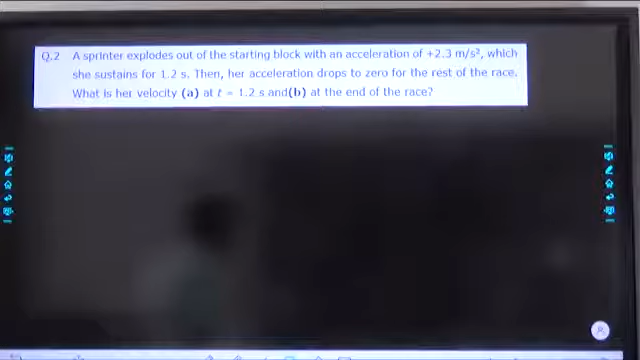 Q.2 A sprinter explodes out of the starting block with an acceleration of +2.3 m/s², which
she sustains for 1.2 s. Then, her acceleration drops to zero for the rest of the race.
What is her velocity (a) at t = 1.2 s and(b) at the end of the race?